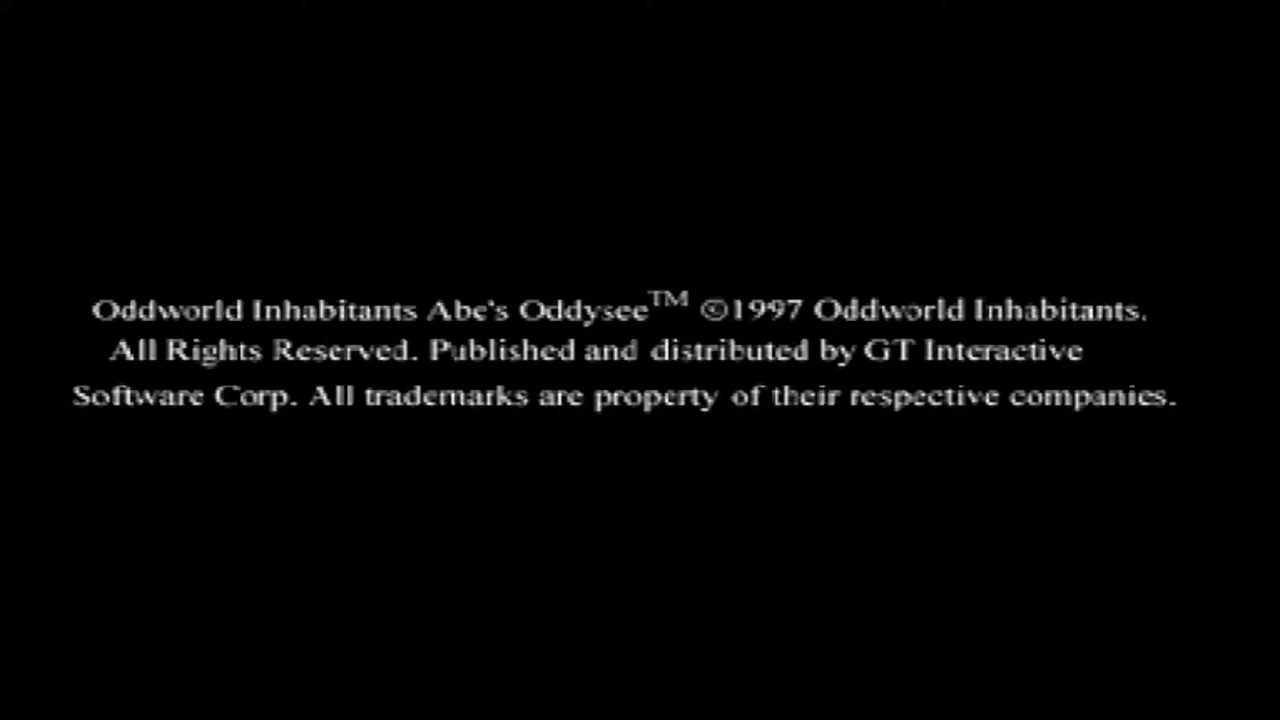 Oddworld Inhabitants Abe's Oddysee™ ©1997 Oddworld Inhabitants.
All Rights Reserved. Published and distributed by GT Interactive
Software Corp. All trademarks are property of their respective companies.